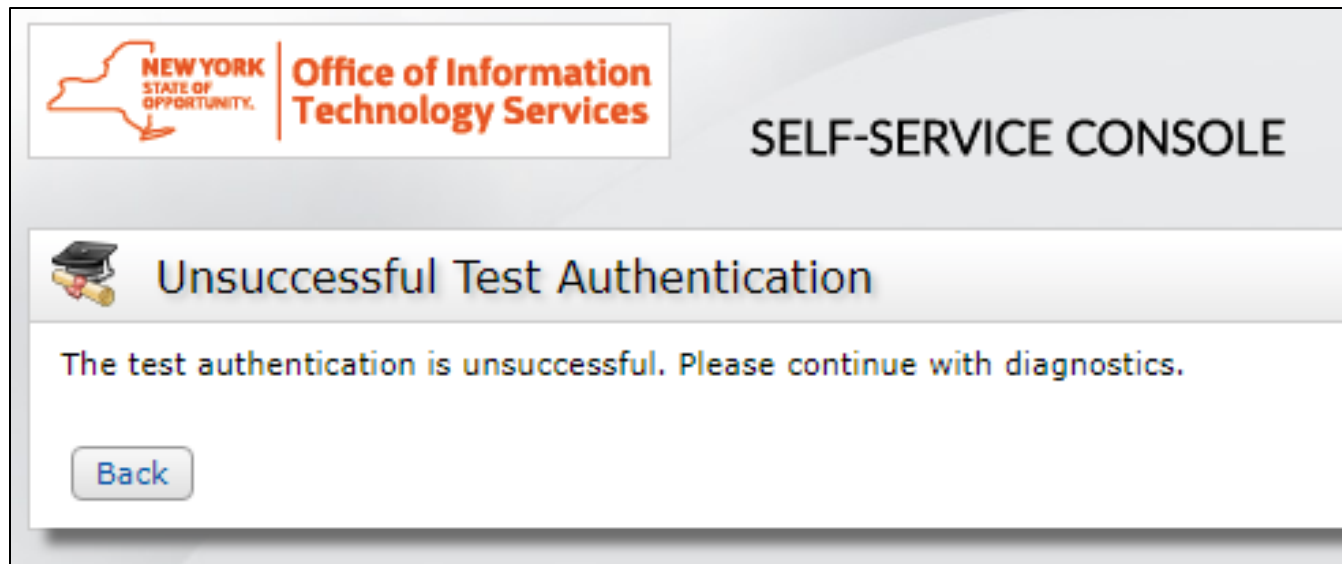 NEW YORK
STATE OF
OPPORTUNITY.
Office of Information
Technology Services
SELF-SERVICE CONSOLE
Unsuccessful Test Authentication
The test authentication is unsuccessful. Please continue with diagnostics.
Back